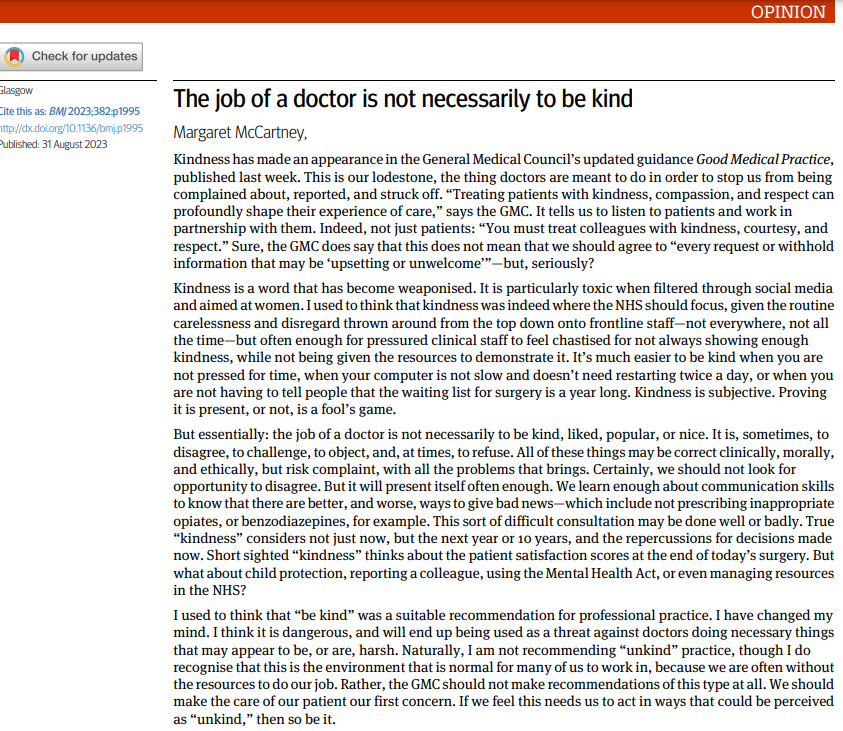 OPINION
Check for updates
Glasgow
Cite this as: BMJ 2023;382:p1995
http://dx.doi.org/10.1136/bmj.p1995
Published: 31 August 2023
The job of a doctor is not necessarily to be kind
Margaret McCartney,
Kindness has made an appearance in the General Medical Council's updated guidance Good Medical Practice,
published last week. This is our lodestone, the thing doctors are meant to do in order to stop us from being
complained about, reported, and struck off. “Treating patients with kindness, compassion, and respect can
profoundly shape their experience of care,” says the GMC. It tells us to listen to patients and work in
partnership with them. Indeed, not just patients: “You must treat colleagues with kindness, courtesy, and
respect.” Sure, the GMC does say that this does not mean that we should agree to “every request or withhold
information that may be ‘upsetting or unwelcome’”—but, seriously?
Kindness is a word that has become weaponised. It is particularly toxic when filtered through social media
and aimed at women. I used to think that kindness was indeed where the NHS should focus, given the routine
carelessness and disregard thrown around from the top down onto frontline staff—not everywhere, not all
the time—but often enough for pressured clinical staff to feel chastised for not always showing enough
kindness, while not being given the resources to demonstrate it. It's much easier to be kind when you are
not pressed for time, when your computer is not slow and doesn't need restarting twice a day, or when you
are not having to tell people that the waiting list for surgery is a year long. Kindness is subjective. Proving
it is present, or not, is a fool's game.
But essentially: the job of a doctor is not necessarily to be kind, liked, popular, or nice. It is, sometimes, to
disagree, to challenge, to object, and, at times, to refuse. All of these things may be correct clinically, morally,
and ethically, but risk complaint, with all the problems that brings. Certainly, we should not look for
opportunity to disagree. But it will present itself often enough. We learn enough about communication skills
to know that there are better, and worse, ways to give bad news—which include not prescribing inappropriate
opiates, or benzodiazepines, for example. This sort of difficult consultation may be done well or badly. True
“kindness” considers not just now, but the next year or 10 years, and the repercussions for decisions made
now. Short sighted “kindness” thinks about the patient satisfaction scores at the end of today's surgery. But
what about child protection, reporting a colleague, using the Mental Health Act, or even managing resources
in the NHS?
I used to think that “be kind” was a suitable recommendation for professional practice. I have changed my
mind. I think it is dangerous, and will end up being used as a threat against doctors doing necessary things
that may appear to be, or are, harsh. Naturally, I am not recommending “unkind” practice, though I do
recognise that this is the environment that is normal for many of us to work in, because we are often without
the resources to do our job. Rather, the GMC should not make recommendations of this type at all. We should
make the care of our patient our first concern. If we feel this needs us to act in ways that could be perceived
as “unkind,” then so be it.